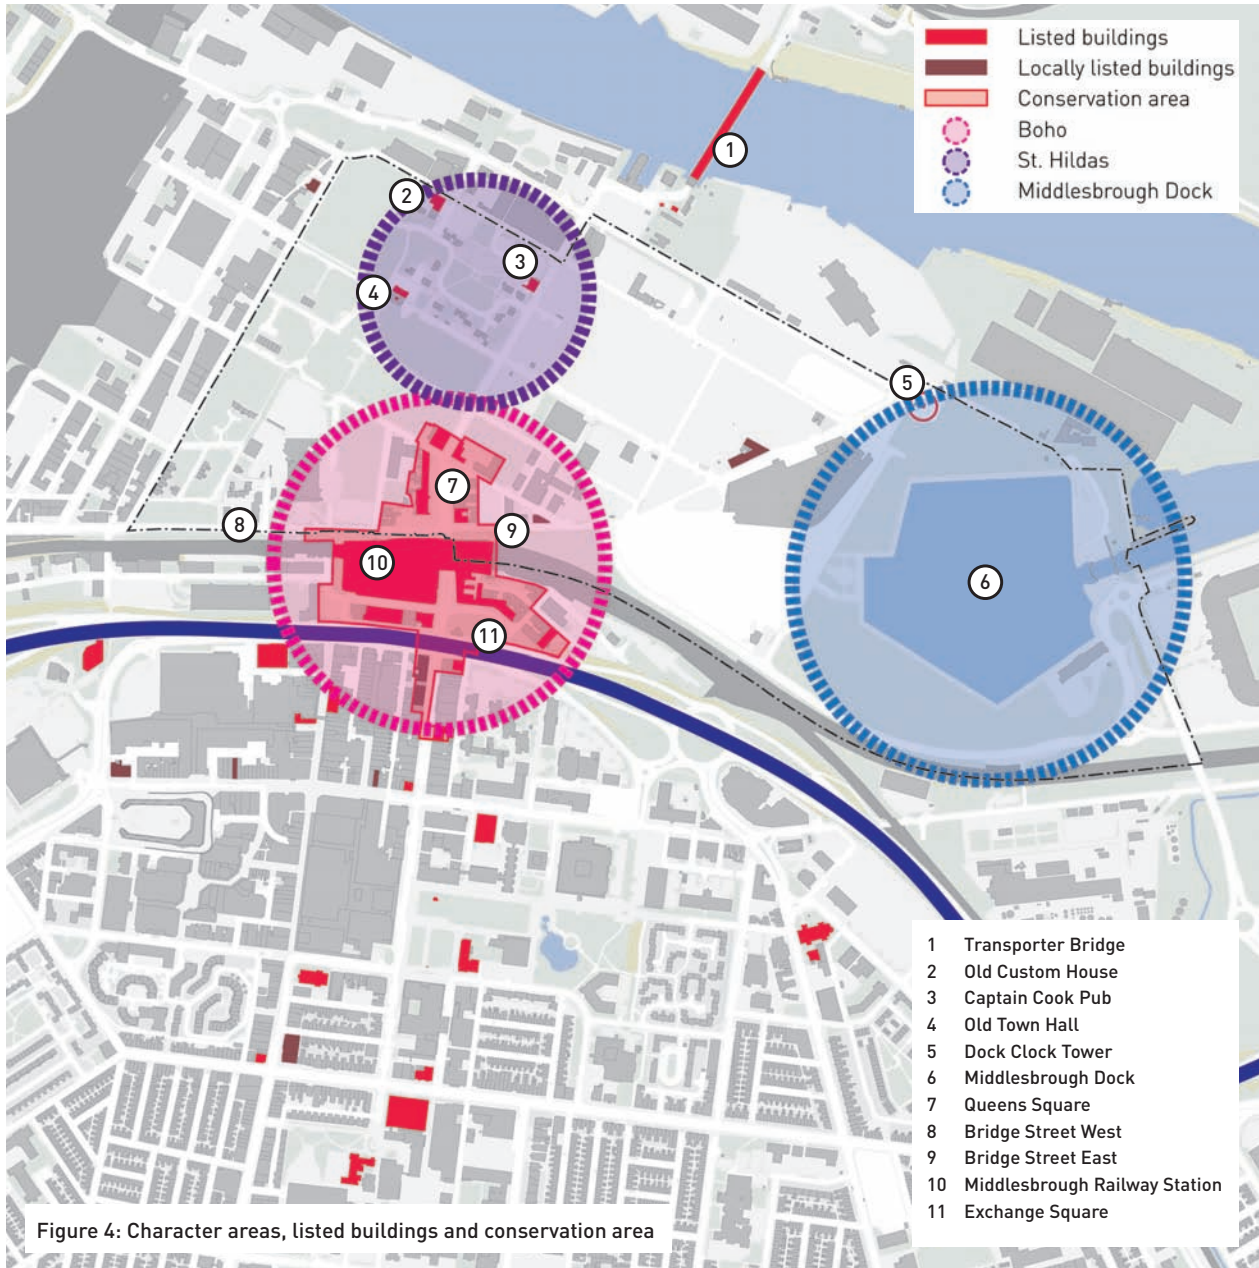 Listed buildings
Locally listed buildings
Conservation area
Boho
St. Hildas
Middlesbrough Dock
1
2
3
4
5
6
7
8
9
10
11
1 Transporter Bridge
2 Old Custom House
3 Captain Cook Pub
4 Old Town Hall
5 Dock Clock Tower
6 Middlesbrough Dock
7 Queens Square
8 Bridge Street West
9 Bridge Street East
10 Middlesbrough Railway Station
11 Exchange Square
Figure 4: Character areas, listed buildings and conservation area